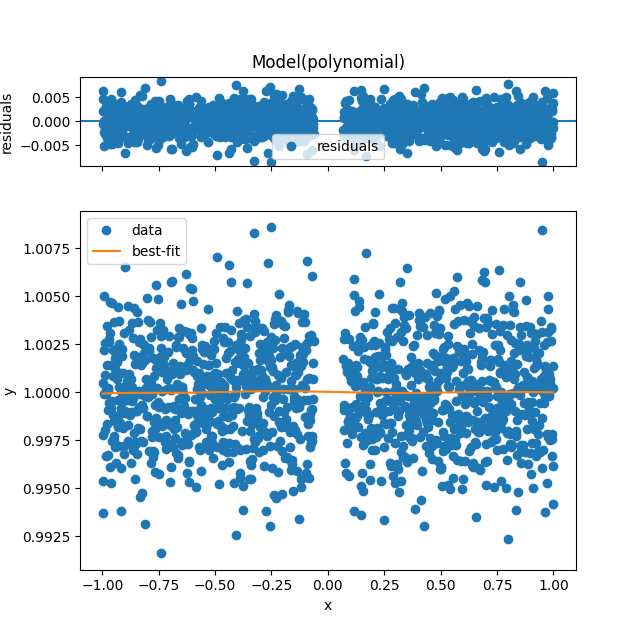 Model(polynomial)
residuals
0.005
0.000
−0.005
residuals
data
best-fit
y
1.0075
1.0050
1.0025
1.0000
0.9975
0.9950
0.9925
−1.00 −0.75 −0.50 −0.25 0.00 0.25 0.50 0.75 1.00
x